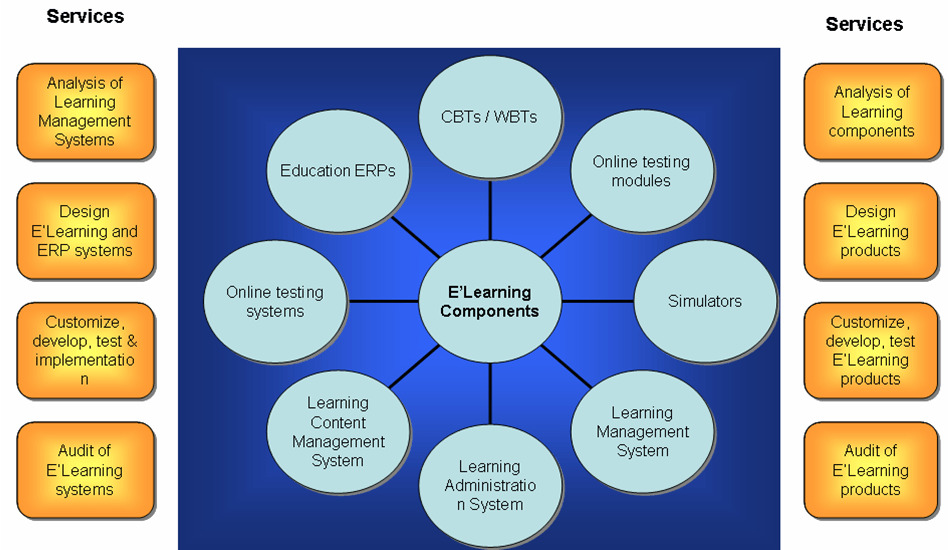 Services
Analysis of
Learning
Management
Systems
Design
E'Learning and
ERP systems
Customize,
develop, test &
implementatio
n
Audit of
E'Learning
systems
CBTs / WBTs
Education ERPs
Online testing
modules
Online testing
systems
E'Learning
Components
Simulators
Learning
Content
Management
System
Learning
Administratio
n System
Learning
Management
System
Services
Analysis of
Learning
components
Design
E'Learning
products
Customize,
develop, test
E'Learning
products
Audit of
E'Learning
products